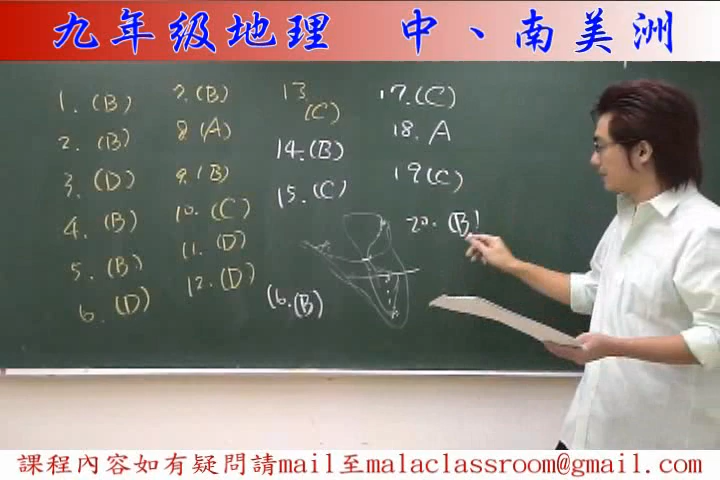 九年級地理 中、南美洲
1. (B)
2. (B)
3. (D)
4. (B)
5. (B)
6. (D)
7. (B)
8. (A)
9. (B)
10. (C)
11. (D)
12. (D)
13. (C)
14. (B)
15. (C)
16. (B)
17. (C)
18. A
19 (C)
20. (B)
課程內容如有疑問請mail至malaclassroom@gmail.com